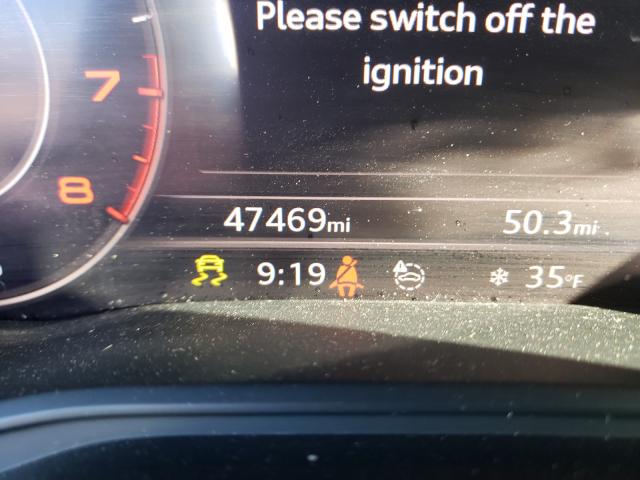 Please switch off the
ignition
7
8
47469mi
50.3mi
9:19
35°F